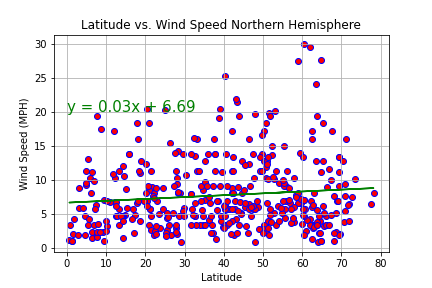 Latitude vs. Wind Speed Northern Hemisphere
30
25
20
15
10
5
0
Wind Speed (MPH)
y = 0.03x + 6.69
0 10 20 30 40 50 60 70 80
Latitude